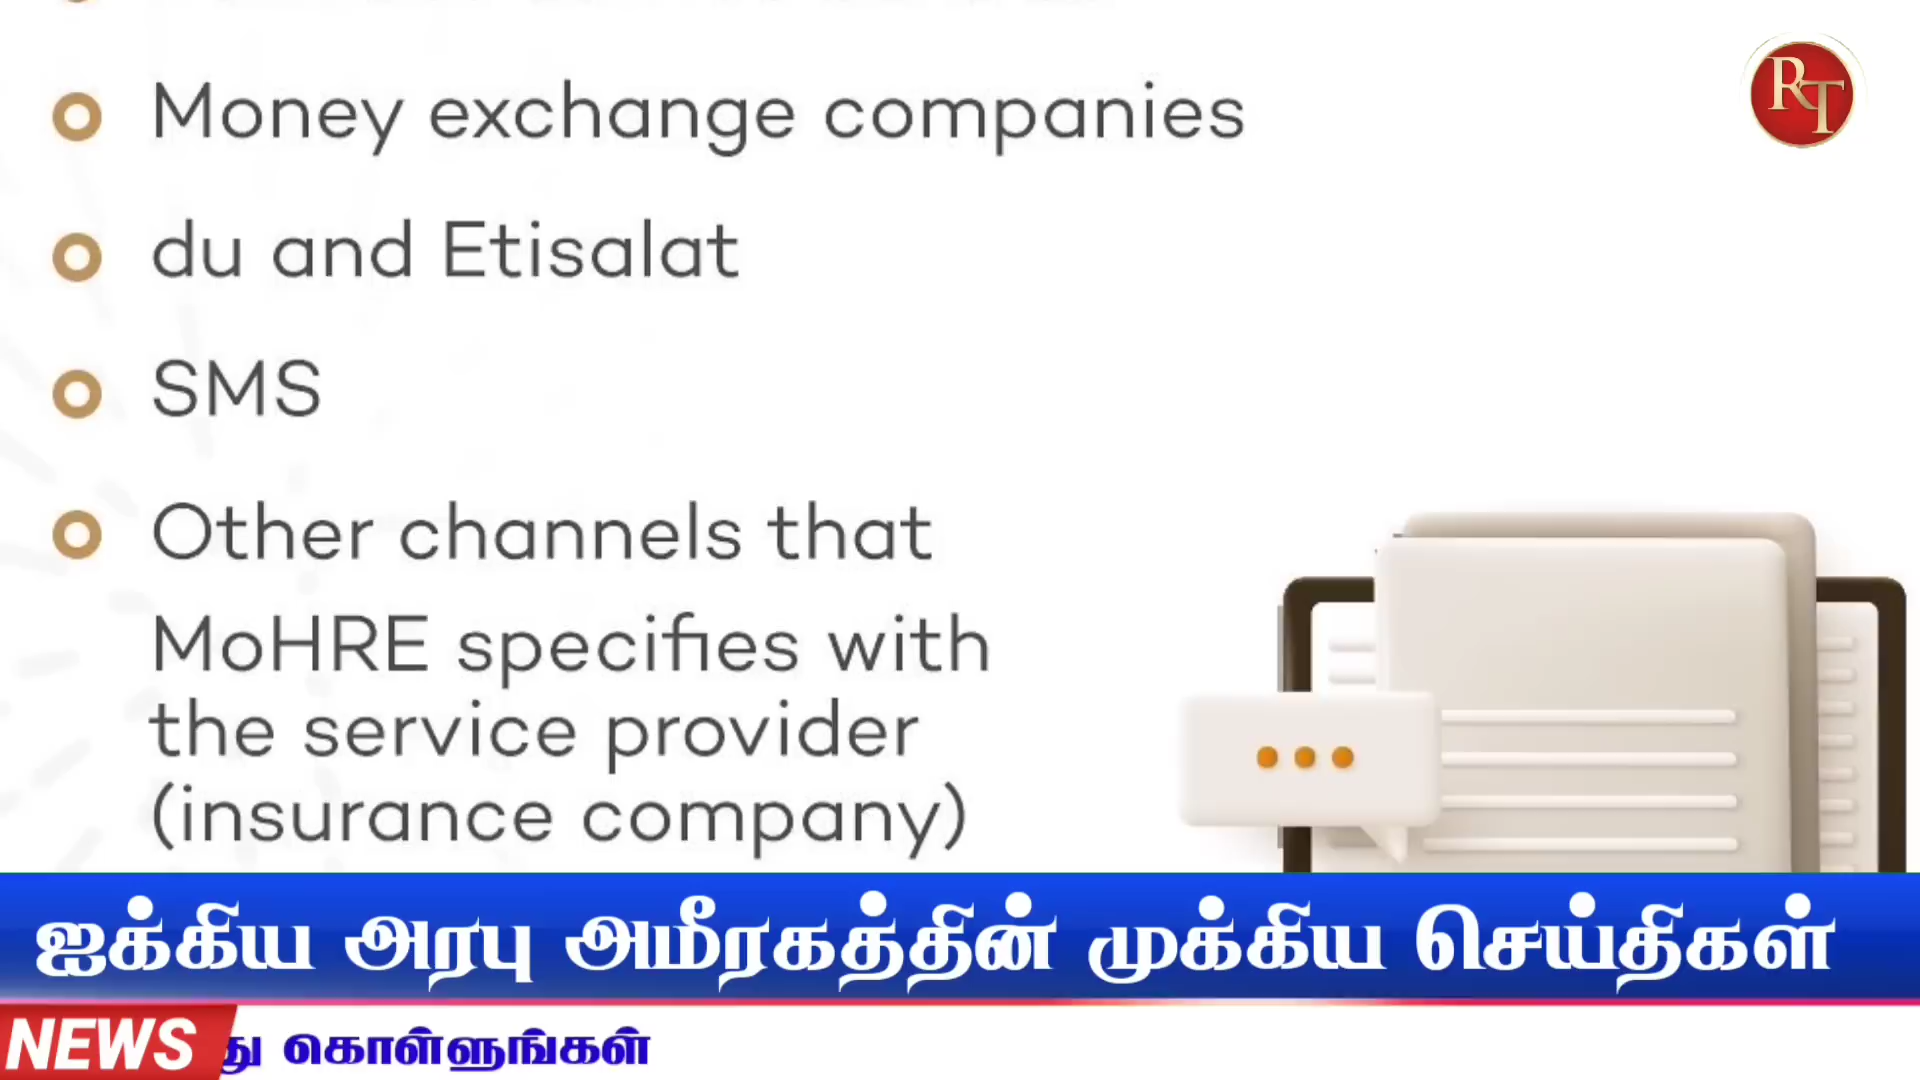 RT
Money exchange companies
du and Etisalat
SMS
Other channels that
MoHRE specifies with
the service provider
(insurance company)
ஐக்கிய அரபு அமீரகத்தின் முக்கிய செய்திகள்
NEWS
கொள்ளுங்கள்